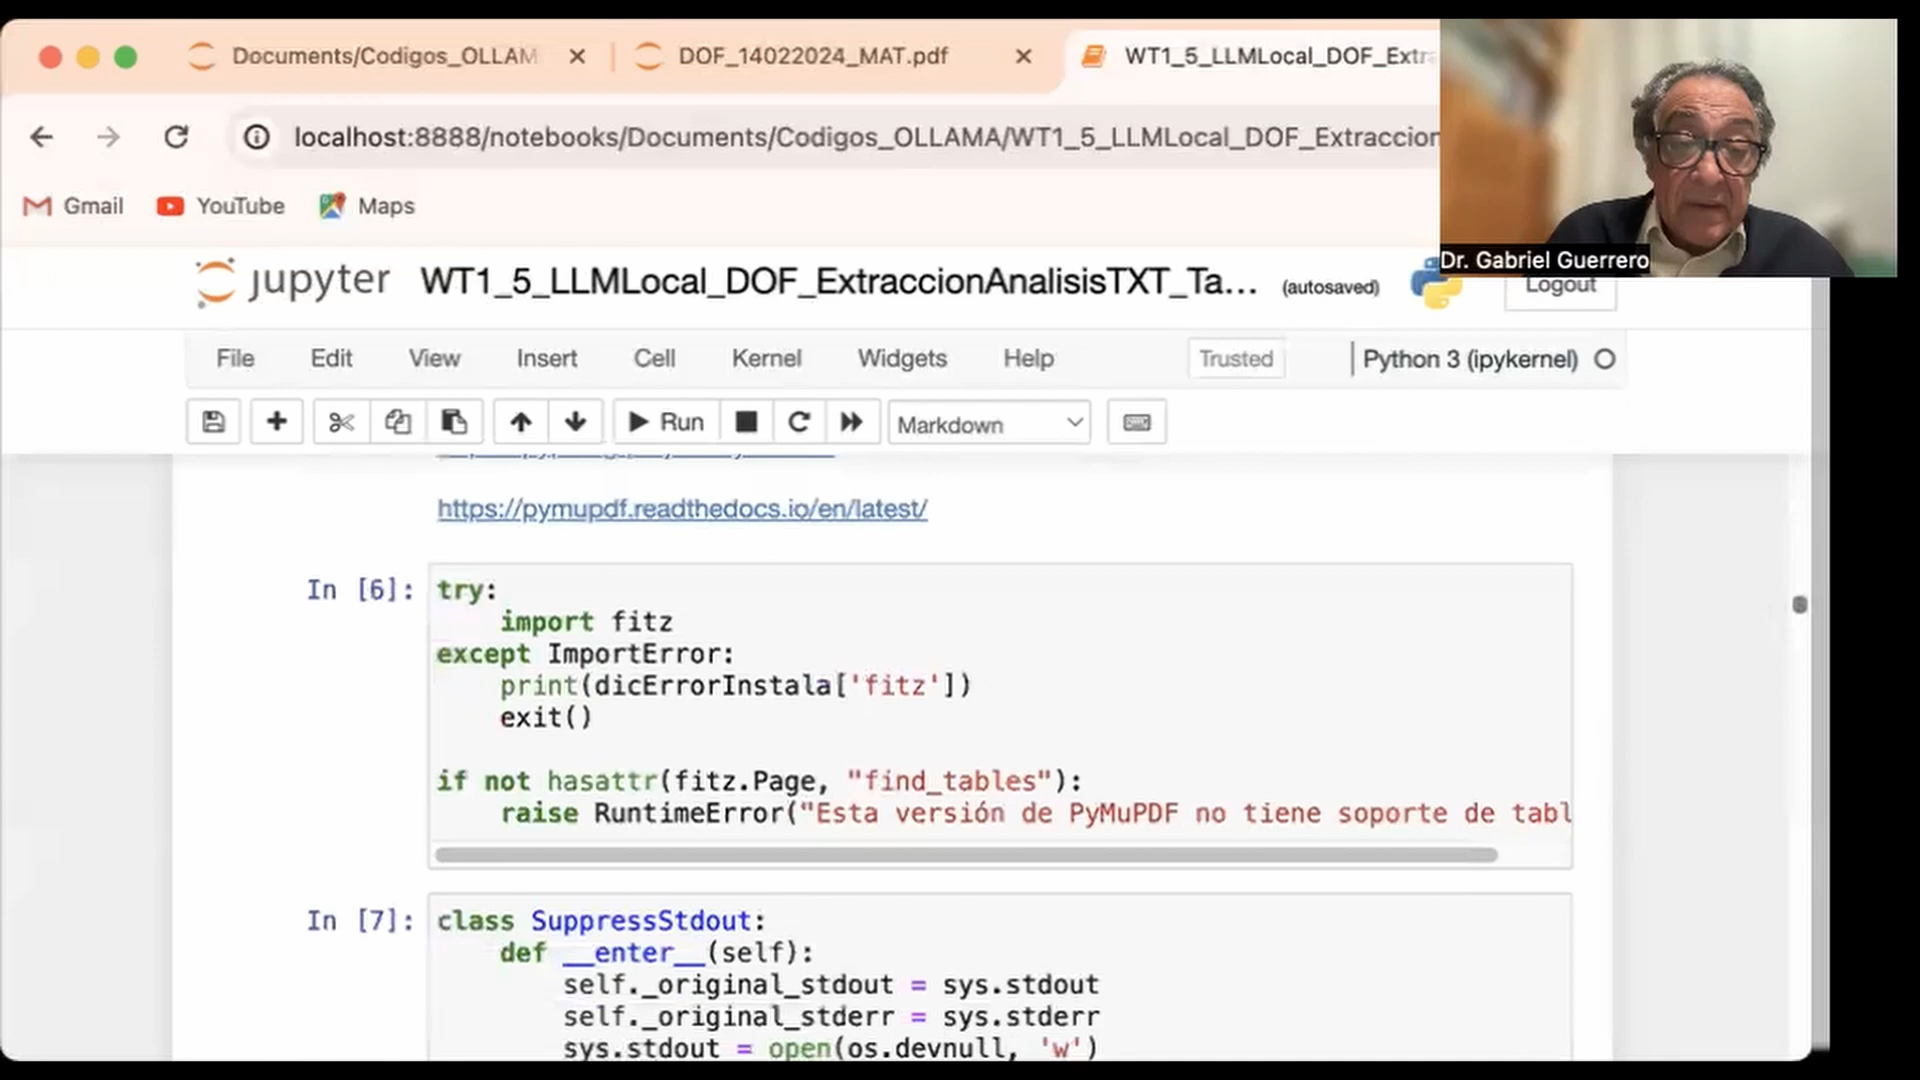 Documents/Codigos_OLLAM
DOF_14022024_MAT.pdf
WT1_5_LLMLocal_DOF_Extra
localhost:8888/notebooks/Documents/Codigos_OLLAMA/WT1_5_LLMLocal_DOF_Extraccion
Gmail YouTube Maps
Dr. Gabriel Guerrero
jupyter WT1_5_LLMLocal_DOF_ExtraccionAnalisisTXT_Ta... (autosaved)
Logout
File Edit View Insert Cell Kernel Widgets Help Trusted Python 3 (ipykernel)
Run Markdown
https://pymupdf.readthedocs.io/en/latest/
In [6]: try:
    import fitz
except ImportError:
    print(dicErrorInstala['fitz'])
    exit()
if not hasattr(fitz.Page, "find_tables"):
    raise RuntimeError("Esta versión de PyMuPDF no tiene soporte de tabl
In [7]: class SuppressStdout:
    def __enter__(self):
        self._original_stdout = sys.stdout
        self._original_stderr = sys.stderr
        sys.stdout = open(os.devnull, 'w')